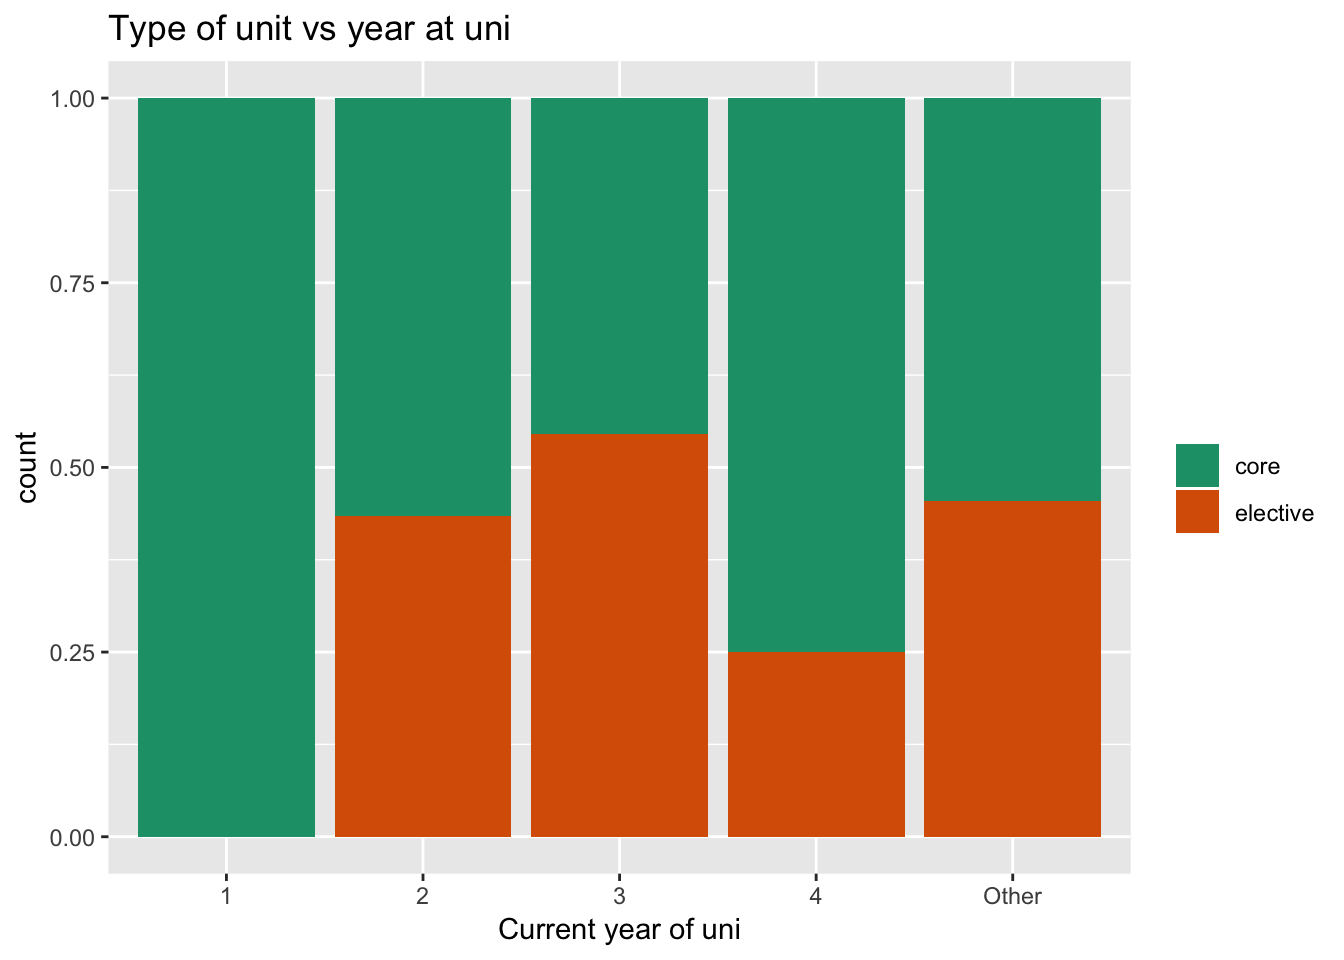 Type of unit vs year at uni
1.00
0.75
0.50
0.25
0.00
count
1 2 3 4 Other
Current year of uni
core
elective